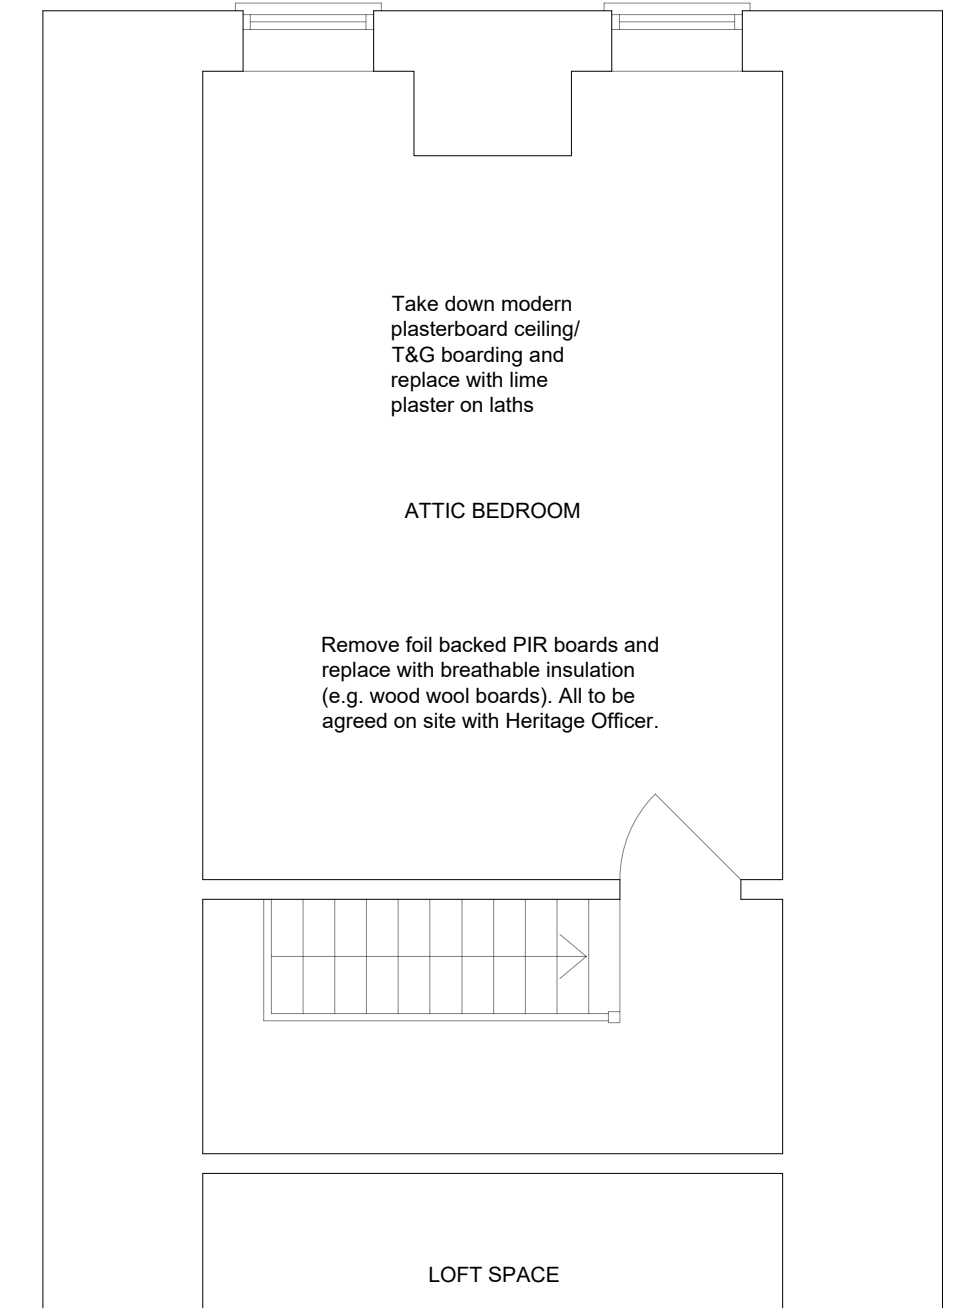 Take down modern
plasterboard ceiling/
T&G boarding and
replace with lime
plaster on laths
ATTIC BEDROOM
Remove foil backed PIR boards and
replace with breathable insulation
(e.g. wood wool boards). All to be
agreed on site with Heritage Officer.
LOFT SPACE